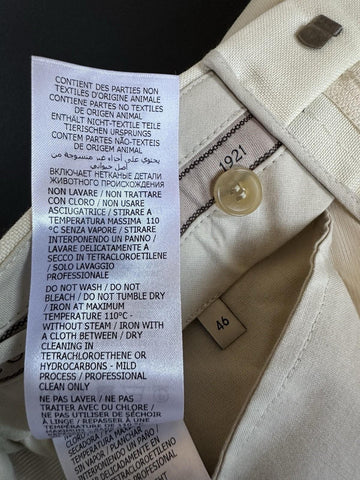 CONTIENT DES PARTIES NON
TEXTILES D'ORIGINE ANIMALE
CONTIENE PARTES NO TEXTILES
DE ORIGEN ANIMAL
ENTHÄLT NICHT-TEXTILE TEILE
TIERISCHEN URSPRUNGS
CONTEM PARTES NÃO-TEXTEIS
DE ORIGEM ANIMAL
يحتوي على أجزاء غير منسوجة من
أصل حيواني
ВКЛЮЧАЕТ НЕТКАНЫЕ ДЕТАЛИ
ЖИВОТНОГО ПРОИСХОЖДЕНИЯ
NON LAVARE / NON TRATTARE
CON CLORO / NON USARE
ASCIUGATRICE / STIRARE A
TEMPERATURA MASSIMA 110
°C SENZA VAPORE / STIRARE
INTERPONENDO UN PANNO /
LAVARE DELICATAMENTE A
SECCO IN TETRACLOROETILENE
/ SOLO LAVAGGIO
PROFESSIONALE
DO NOT WASH / DO NOT
BLEACH / DO NOT TUMBLE DRY
/ IRON AT MAXIMUM
TEMPERATURE 110°C -
WITHOUT STEAM / IRON WITH
A CLOTH BETWEEN / DRY
CLEANING IN
TETRACHLOROETHENE OR
HYDROCARBONS - MILD
PROCESS / PROFESSIONAL
CLEAN ONLY
NE PAS LAVER / NE PAS
TRAITER AVEC DU CHLORE /
NE PAS UTILISER DE SÉCHOIR
À LINGE / REPASSER À UNE
TEMPÉRATURE DE
1921
46